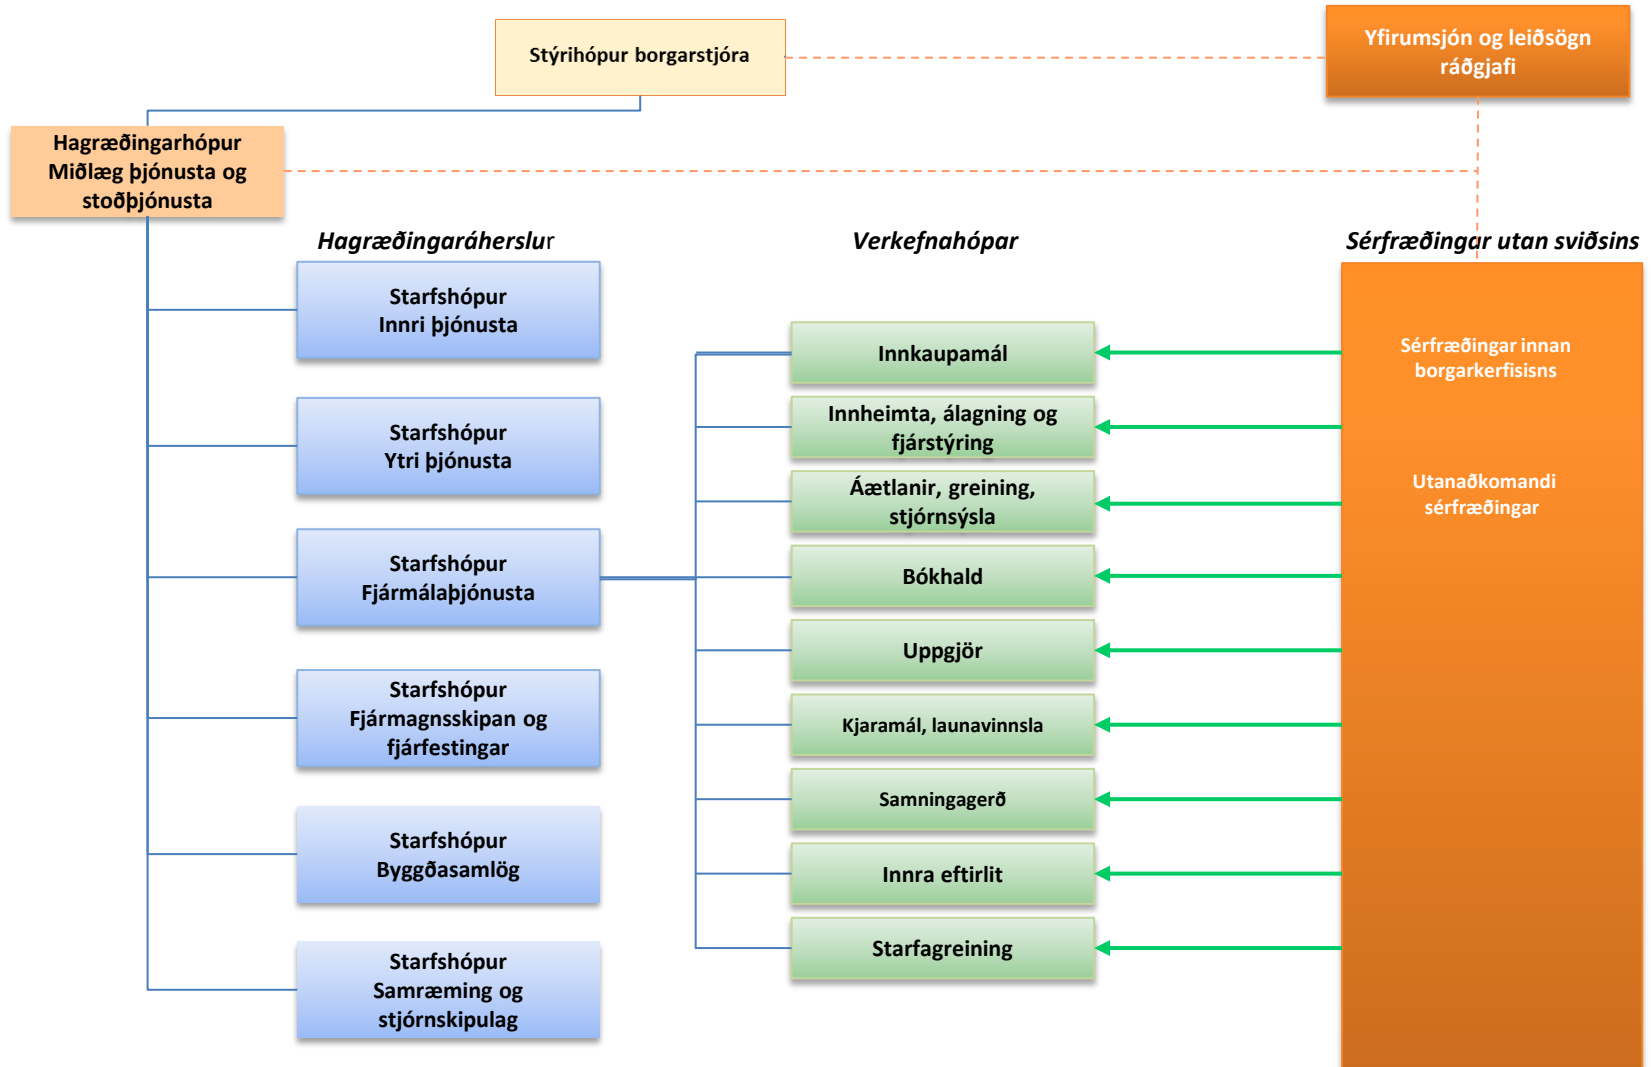 Stýrihópur borgarstjóra
Yfirumsjón og leiðsögn
ráðgjafi
Hagræðingarhópur
Miðlæg þjónusta og
stoðþjónusta
Hagræðingaráherslur
Verkefnahópar
Sérfræðingar utan sviðsins
Starfshópur
Innri þjónusta
Starfshópur
Ytri þjónusta
Starfshópur
Fjármálaþjónusta
Starfshópur
Fjármagnsskipan og
fjárfestingar
Starfshópur
Byggðasamlög
Starfshópur
Samræming og
stjórnskipulag
Innkaupamál
Innheimta, álagning og
fjárstýring
Áætlanir, greining,
stjórnsýsla
Bókhald
Uppgjör
Kjaramál, launavinnsla
Samningagerð
Innra eftirlit
Starfagreining
Sérfræðingar innan
borgarkerfisisns
Utanaðkomandi
sérfræðingar